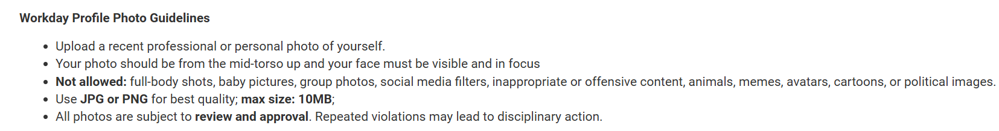 Workday Profile Photo Guidelines
• Upload a recent professional or personal photo of yourself.
• Your photo should be from the mid-torso up and your face must be visible and in focus
• Not allowed: full-body shots, baby pictures, group photos, social media filters, inappropriate or offensive content, animals, memes, avatars, cartoons, or political images.
• Use JPG or PNG for best quality; max size: 10MB;
• All photos are subject to review and approval. Repeated violations may lead to disciplinary action.